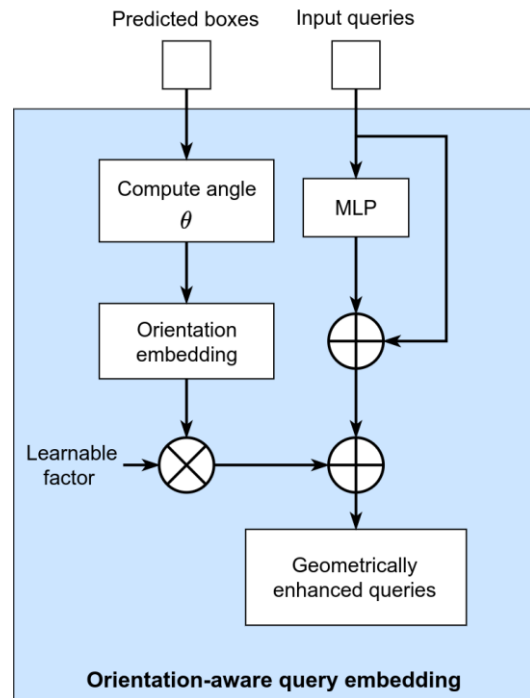 Predicted boxes
Input queries
Compute angle
θ
MLP
Orientation
embedding
Learnable
factor
Geometrically
enhanced queries
Orientation-aware query embedding